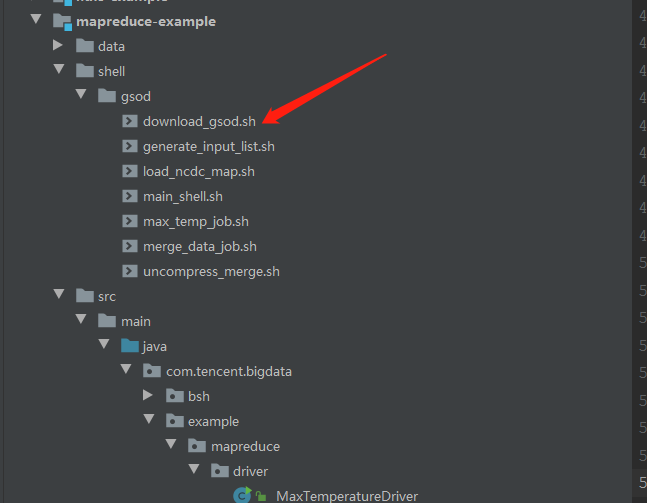 mapreduce-example
data
shell
gsod
download_gsod.sh
generate_input_list.sh
load_ncdc_map.sh
main_shell.sh
max_temp_job.sh
merge_data_job.sh
uncompress_merge.sh
src
main
java
com.tencent.bigdata
bsh
example
mapreduce
driver
MaxTemperatureDriver